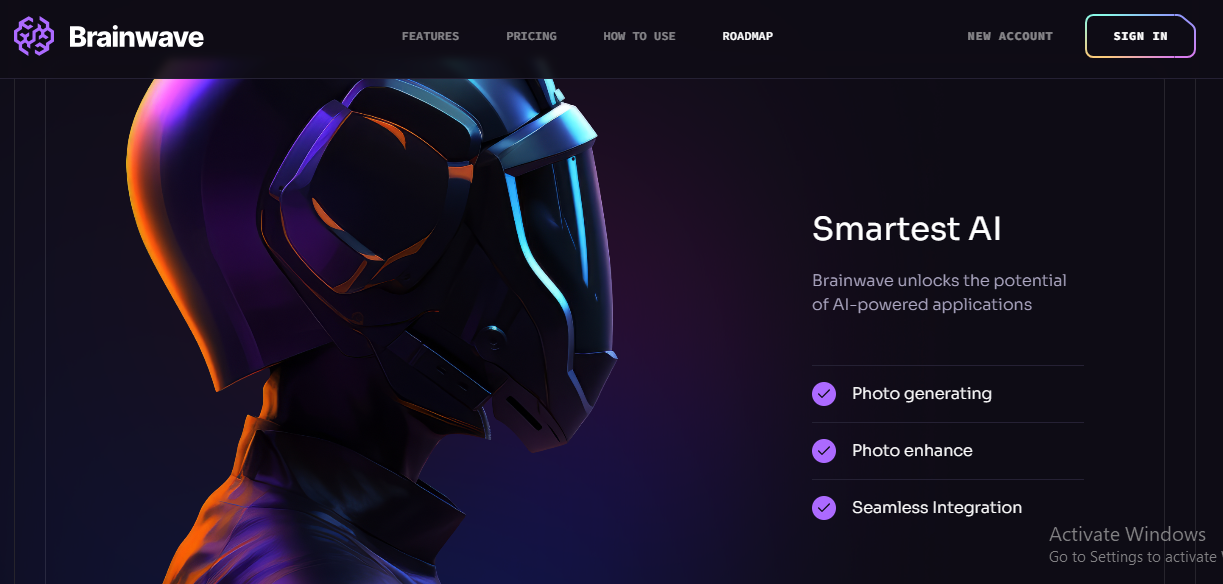 Brainwave
FEATURES
PRICING
HOW TO USE
ROADMAP
NEW ACCOUNT
SIGN IN
Smartest AI
Brainwave unlocks the potential
of AI-powered applications
Photo generating
Photo enhance
Seamless Integration
Activate Windows
Go to Settings to activate